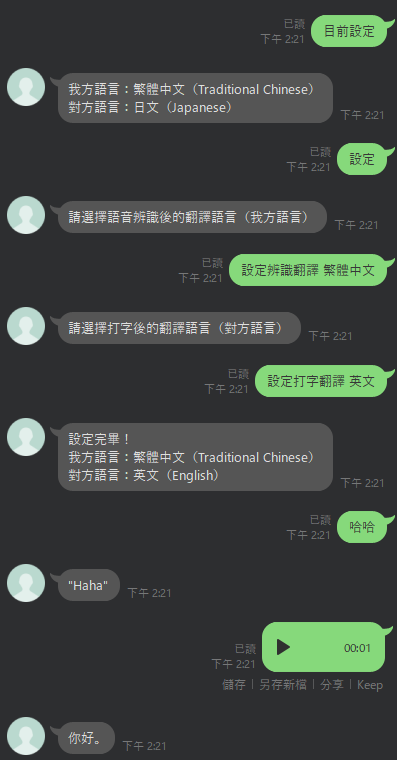 已讀
下午 2:21
目前設定
我方語言：繁體中文（Traditional Chinese）
對方語言：日文（Japanese）
下午 2:21
已讀
下午 2:21
設定
請選擇語音辨識後的翻譯語言（我方語言）
下午 2:21
已讀
下午 2:21
設定辨識翻譯 繁體中文
請選擇打字後的翻譯語言（對方語言）
下午 2:21
已讀
下午 2:21
設定打字翻譯 英文
設定完畢！
我方語言：繁體中文（Traditional Chinese）
對方語言：英文（English）
下午 2:21
已讀
下午 2:21
哈哈
"Haha"
下午 2:21
已讀
下午 2:21
00:01
儲存｜另存新檔｜分享｜Keep
你好。
下午 2:21